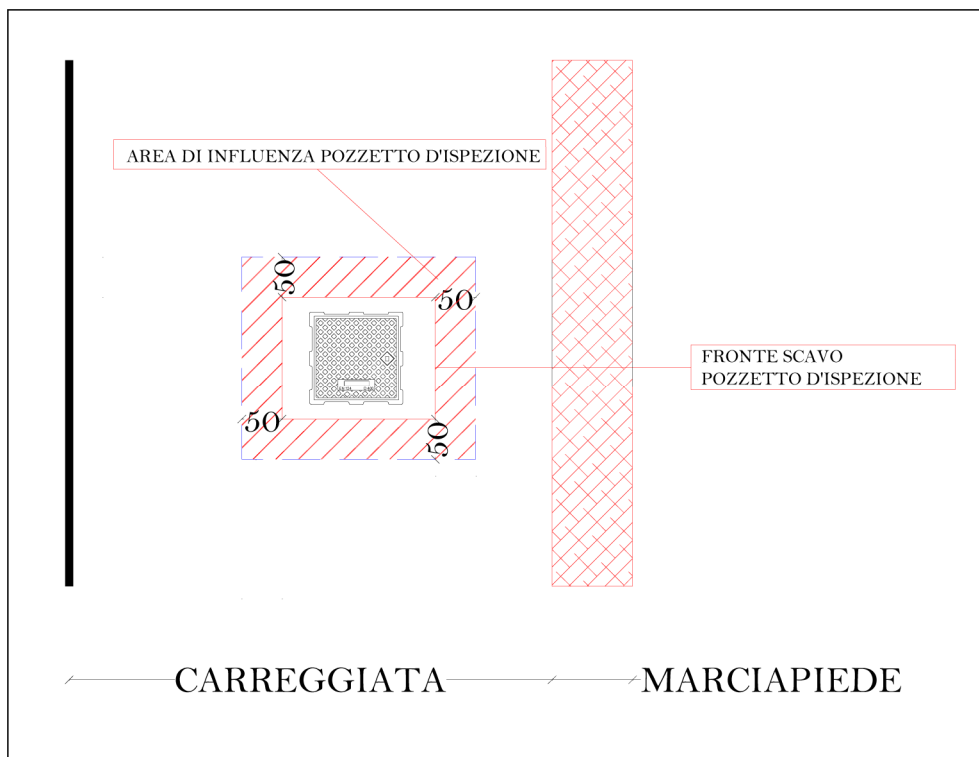 AREA DI INFLUENZA POZZETTO D'ISPEZIONE
50
50
FRONTE SCAVO
POZZETTO D'ISPEZIONE
50
50
CARREGGIATA
MARCIAPIEDE